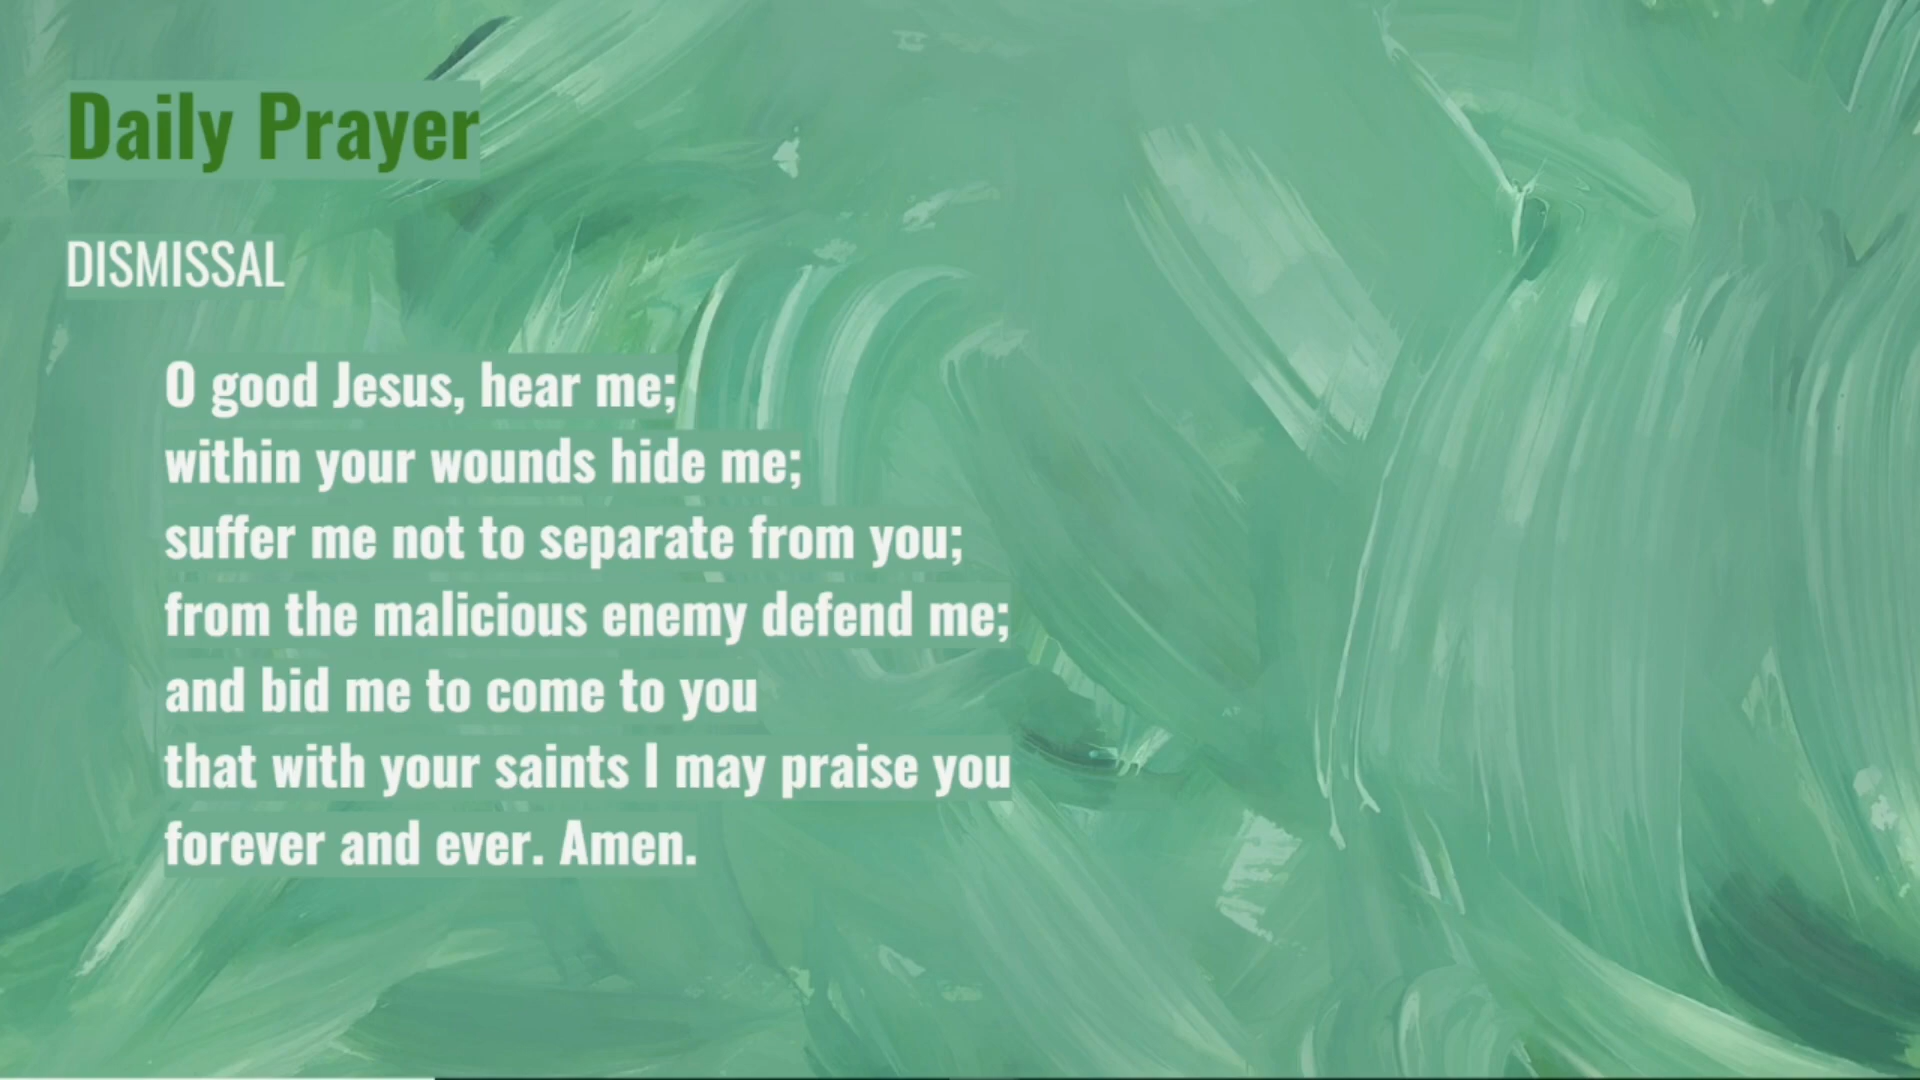 Daily Prayer
DISMISSAL
O good Jesus, hear me;
within your wounds hide me;
suffer me not to separate from you;
from the malicious enemy defend me;
and bid me to come to you
that with your saints I may praise you
forever and ever. Amen.